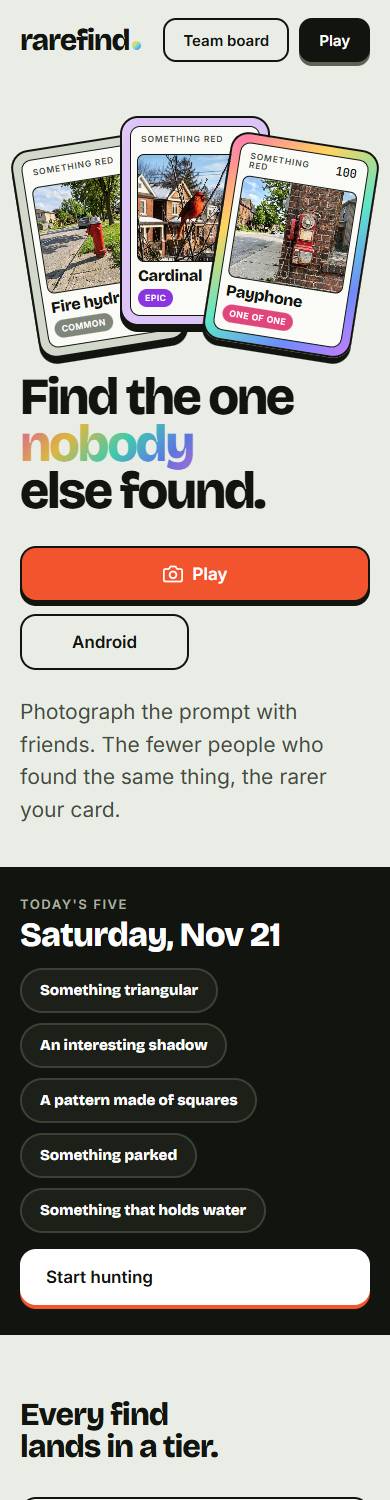 rarefind.
Team board
Play
SOMETHING RED
Fire hydr
COMMON
SOMETHING RED
Cardinal
EPIC
SOMETHING
RED
100
Payphone
ONE OF ONE
Find the one
nobody
else found.
Play
Android
Photograph the prompt with
friends. The fewer people who
found the same thing, the rarer
your card.
TODAY'S FIVE
Saturday, Nov 21
Something triangular
An interesting shadow
A pattern made of squares
Something parked
Something that holds water
Start hunting
Every find
lands in a tier.